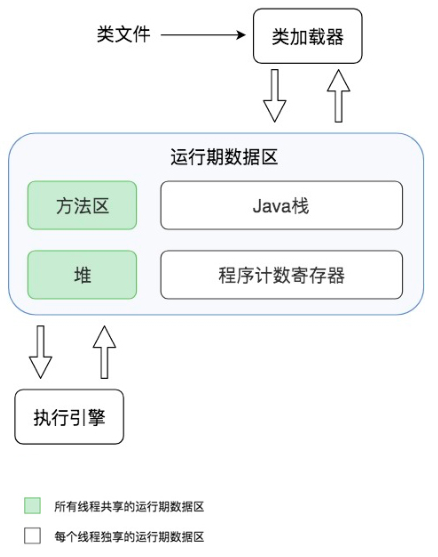 类文件
类加载器
运行期数据区
方法区
Java栈
堆
程序计数寄存器
执行引擎
所有线程共享的运行期数据区
每个线程独享的运行期数据区